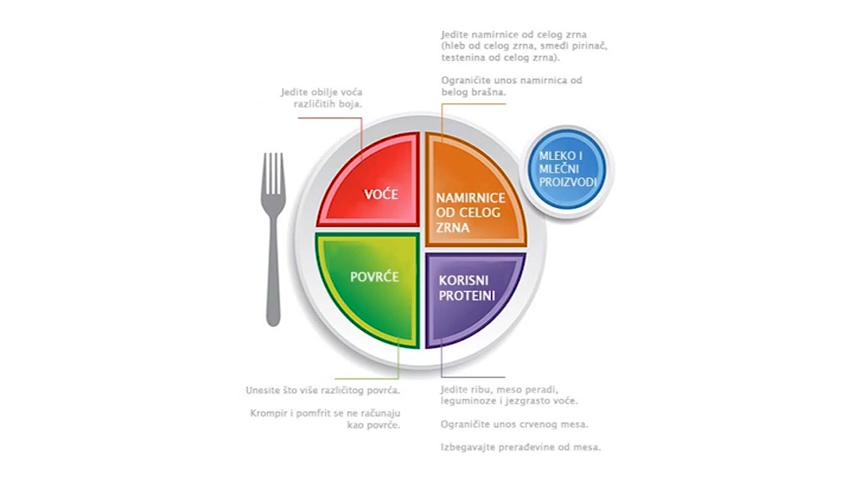 Jedite namirnice od celog zrna
(hleb od celog zrna, smeđi pirinač,
testenina od celog zrna).
Ograničite unos namirnica od
belog brašna.
Jedite obilje voća
različitih boja.
MLEKO I
MLEČNI
PROIZVODI
VOĆE
NAMIRNICE
OD CELOG
ZRNA
POVRĆE
KORISNI
PROTEINI
Unesite što više različitog povrća.
Krompir i pomfrit se ne računaju
kao povrće.
Jedite ribu, meso peradi,
leguminoze i jezgrasto voće.
Ograničite unos crvenog mesa.
Izbegavajte prerađevine od mesa.